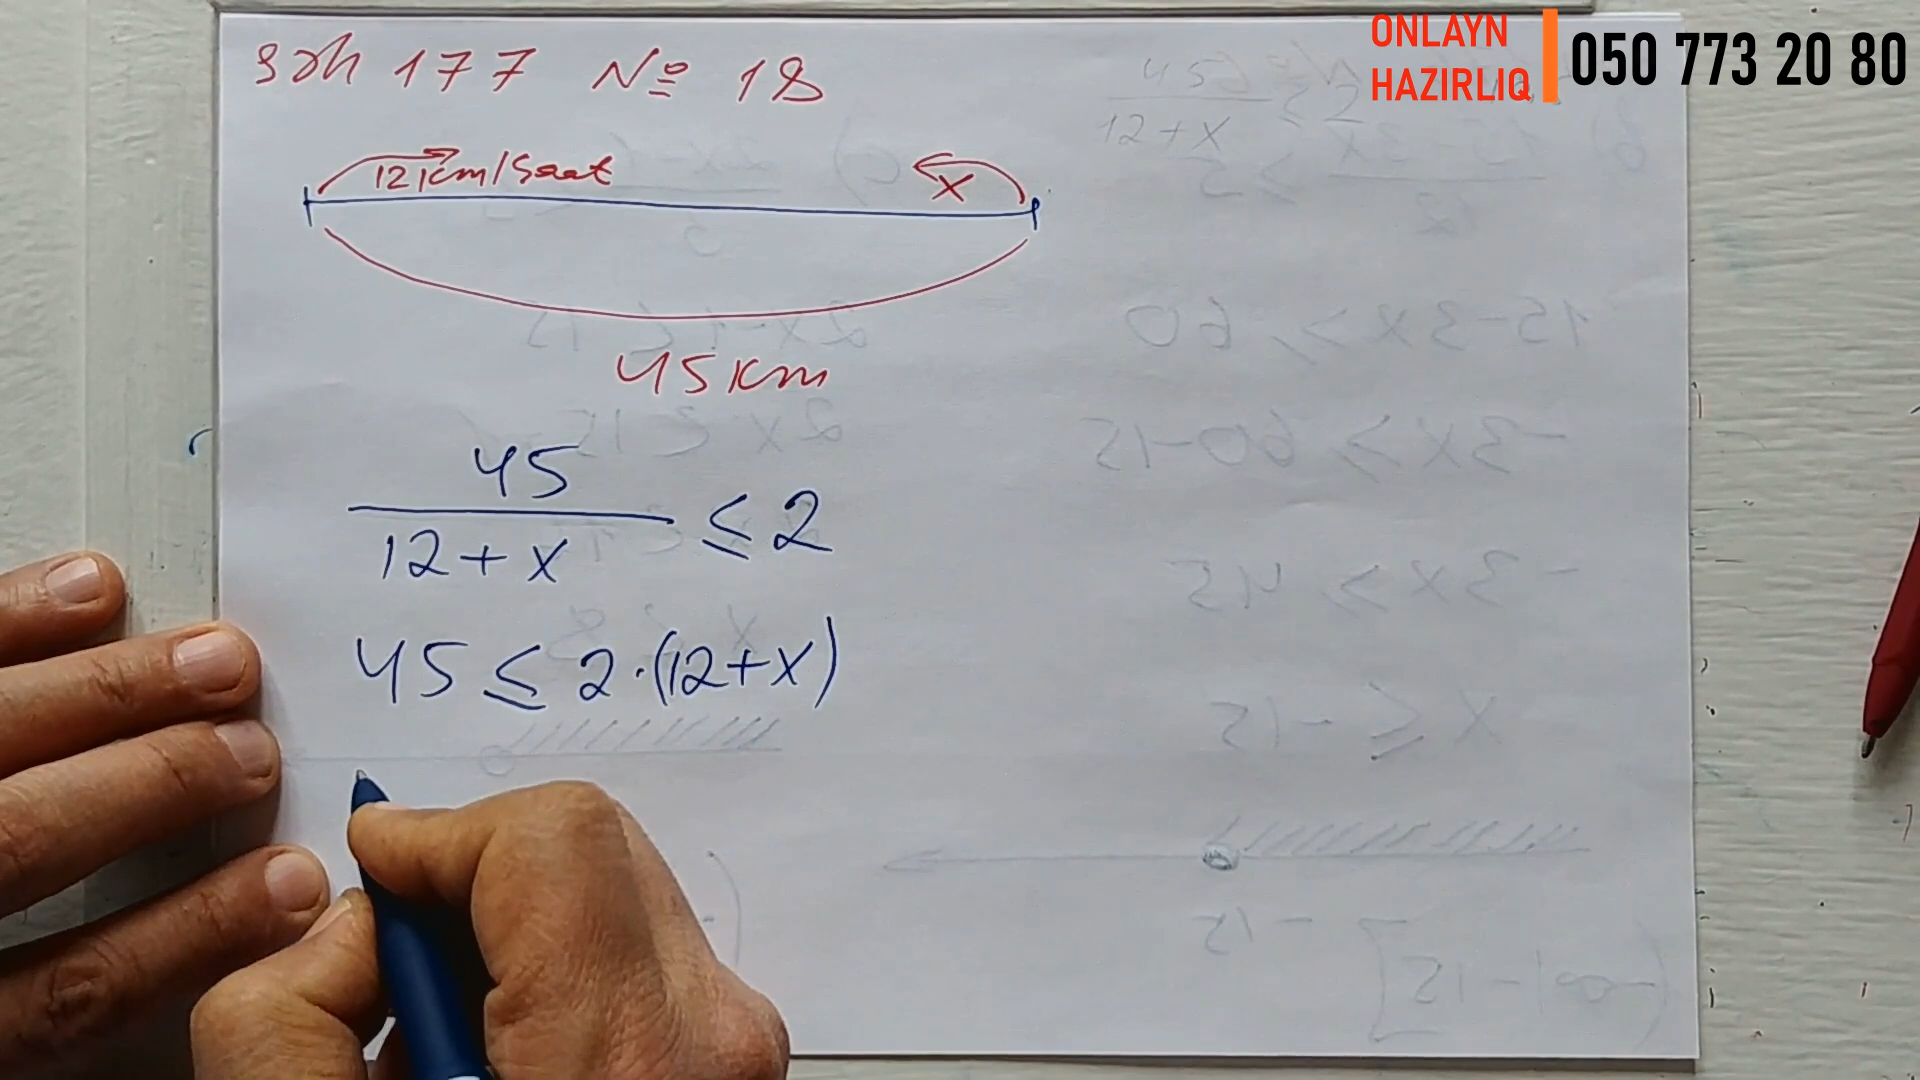 ONLAYN
HAZIRLIQ
050 773 20 80
səh 177 № 18
12 km/saat
x
45 km
45
12 + x
≤ 2
45 ≤ 2·(12+x)